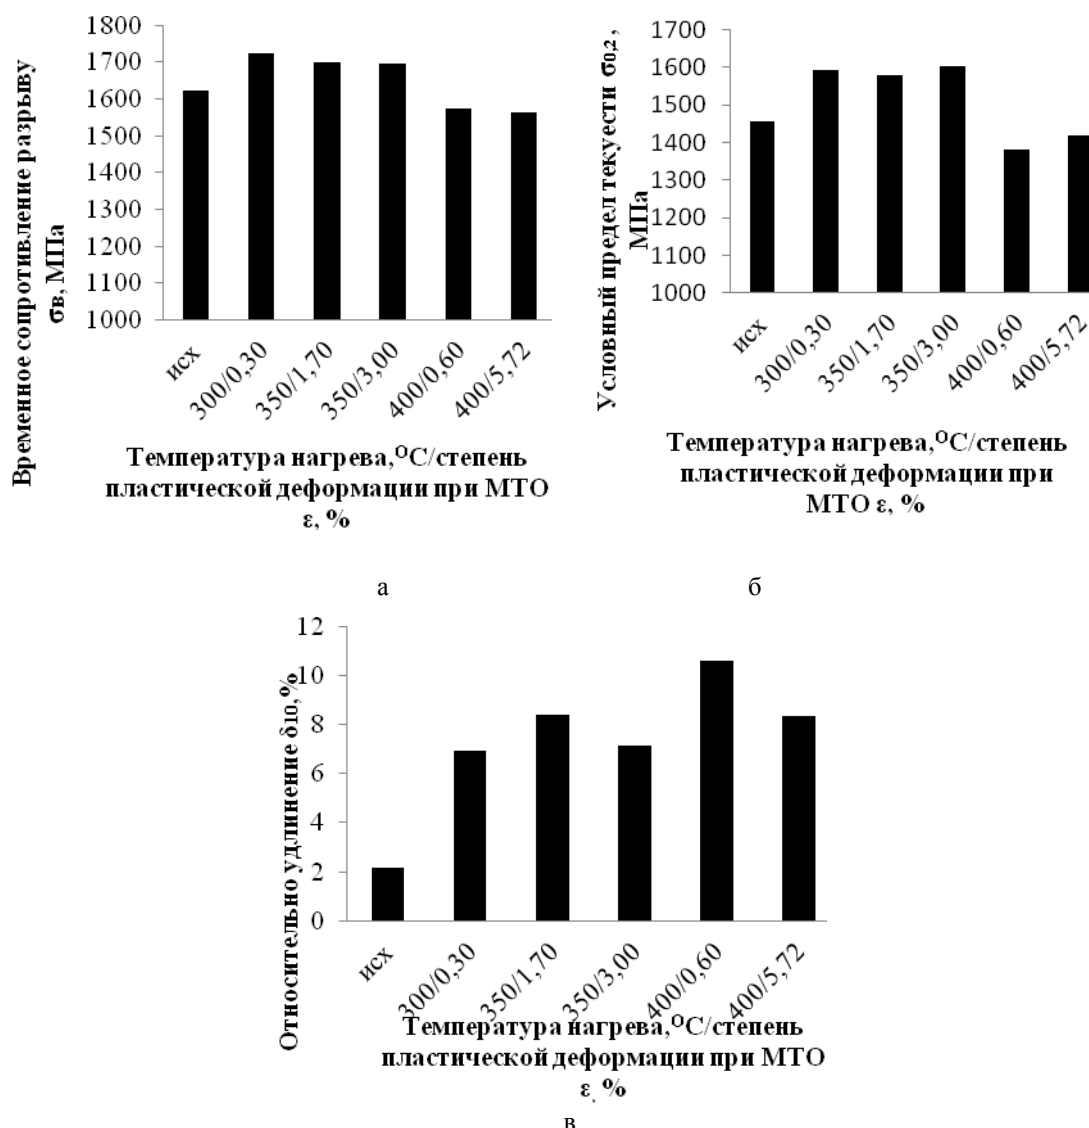 Временное сопротивление разрыву
σв, МПа
1800
1700
1600
1500
1400
1300
1200
1100
1000
исх
300/0,30
350/1,70
350/3,00
400/0,60
400/5,72
Температура нагрева,ОС/степень
пластической деформации при МТО
ε, %
а
Условный предел текуести σ0,2 ,
МПа
1700
1600
1500
1400
1300
1200
1100
1000
исх
300/0,30
350/1,70
350/3,00
400/0,60
400/5,72
Температура нагрева,ОС/степень
пластической деформации при
МТО ε, %
б
Относительно удлинение δ10,%
12
10
8
6
4
2
0
исх
300/0,30
350/1,70
350/3,00
400/0,60
400/5,72
Температура нагрева,ОС/степень
пластической деформации при МТО
ε, %
в